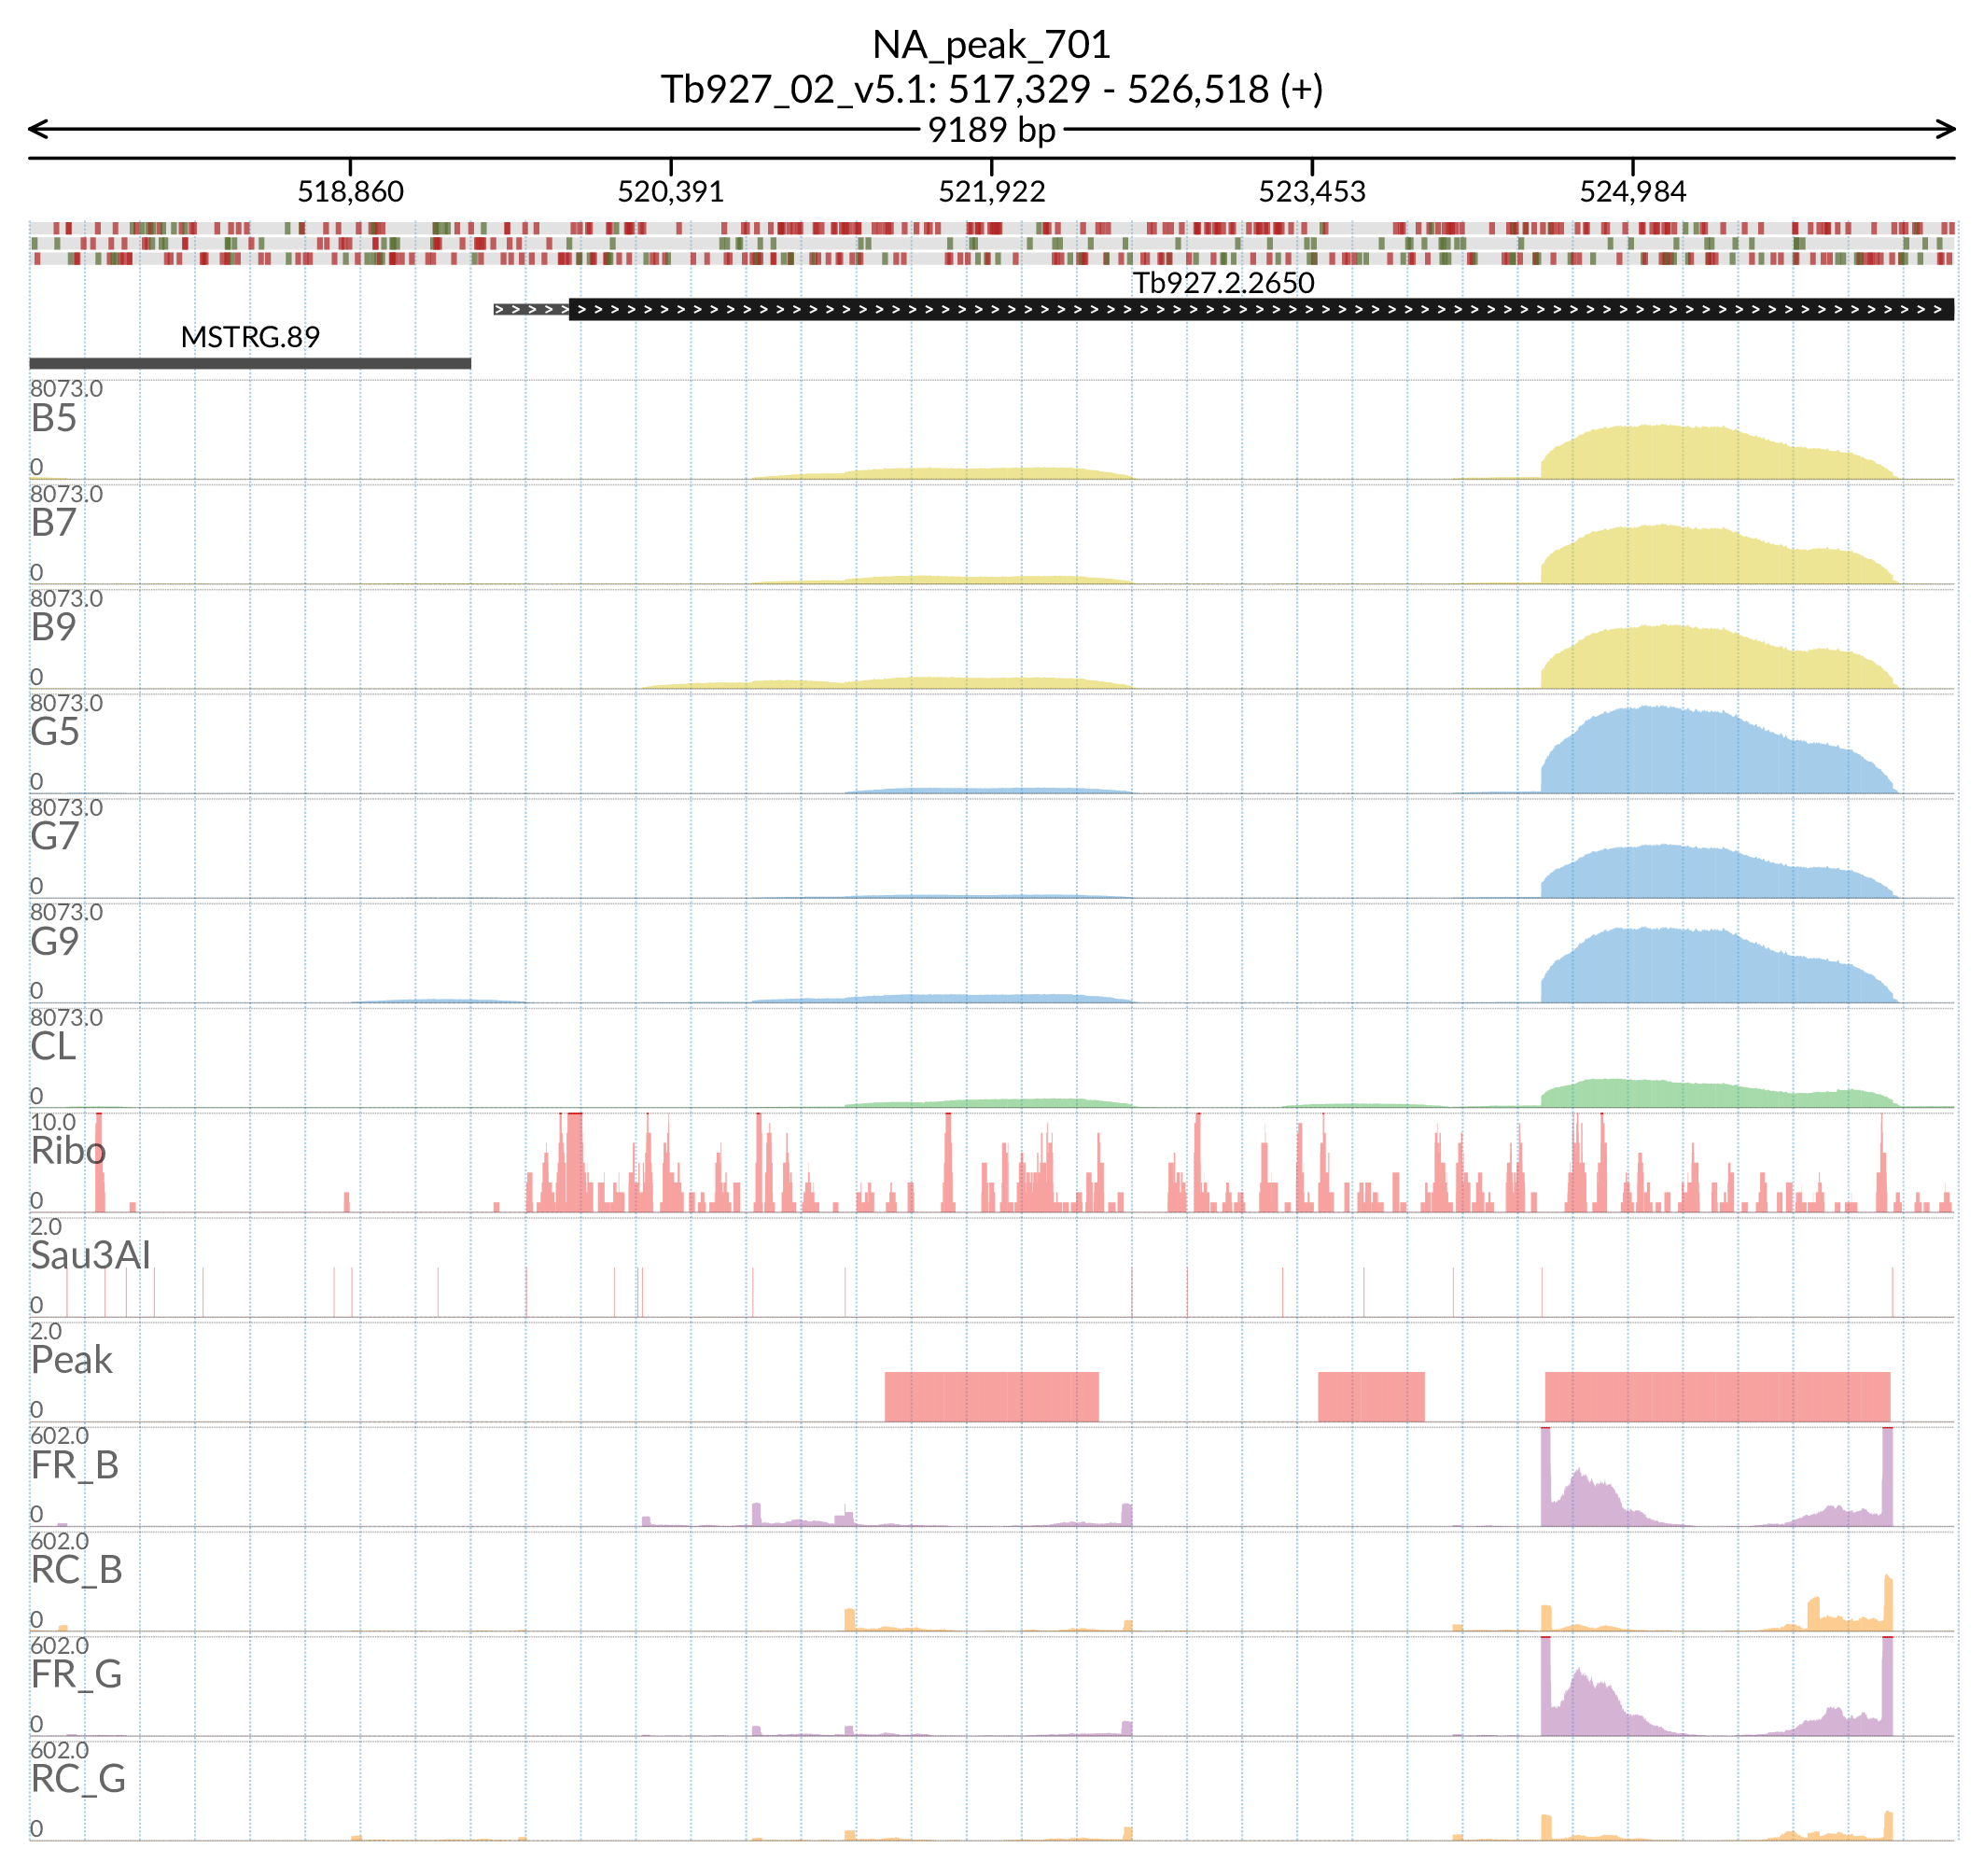 NA_peak_701
Tb927_02_v5.1: 517,329 - 526,518 (+)
9189 bp
518,860 520,391 521,922 523,453 524,984
Tb927.2.2650
MSTRG.89
8073.0
B5
0
8073.0
B7
0
8073.0
B9
0
8073.0
G5
0
8073.0
G7
0
8073.0
G9
0
8073.0
CL
0
10.0
Ribo
0
2.0
Sau3AI
0
2.0
Peak
0
602.0
FR_B
0
602.0
RC_B
0
602.0
FR_G
0
602.0
RC_G
0